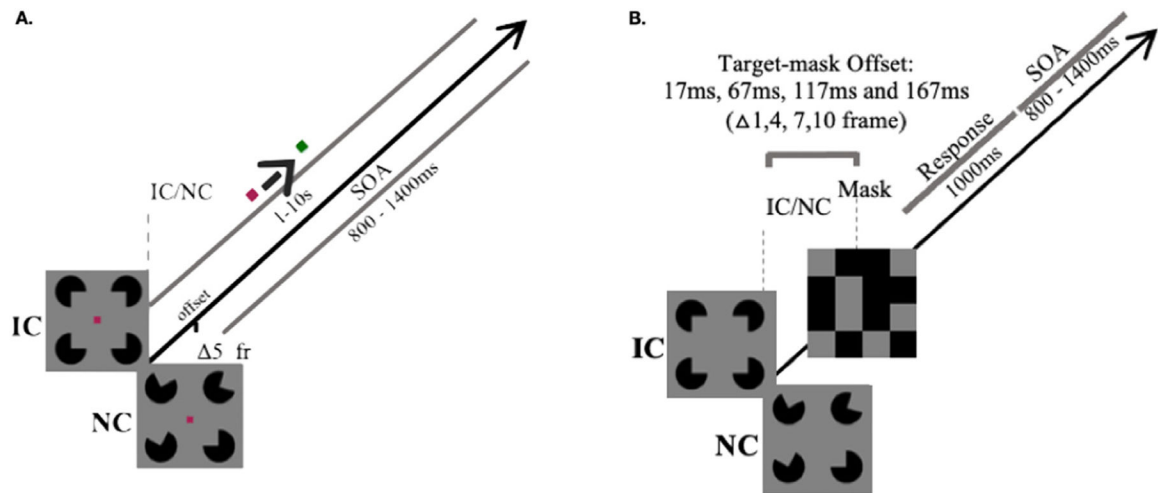 A.
IC/NC
1-10s
SOA
800 - 1400ms
offset
Δ5 fr
IC
NC
B.
Target-mask Offset:
17ms, 67ms, 117ms and 167ms
(Δ1,4, 7,10 frame)
IC/NC
Mask
Response
1000ms
SOA
800 - 1400ms
IC
NC